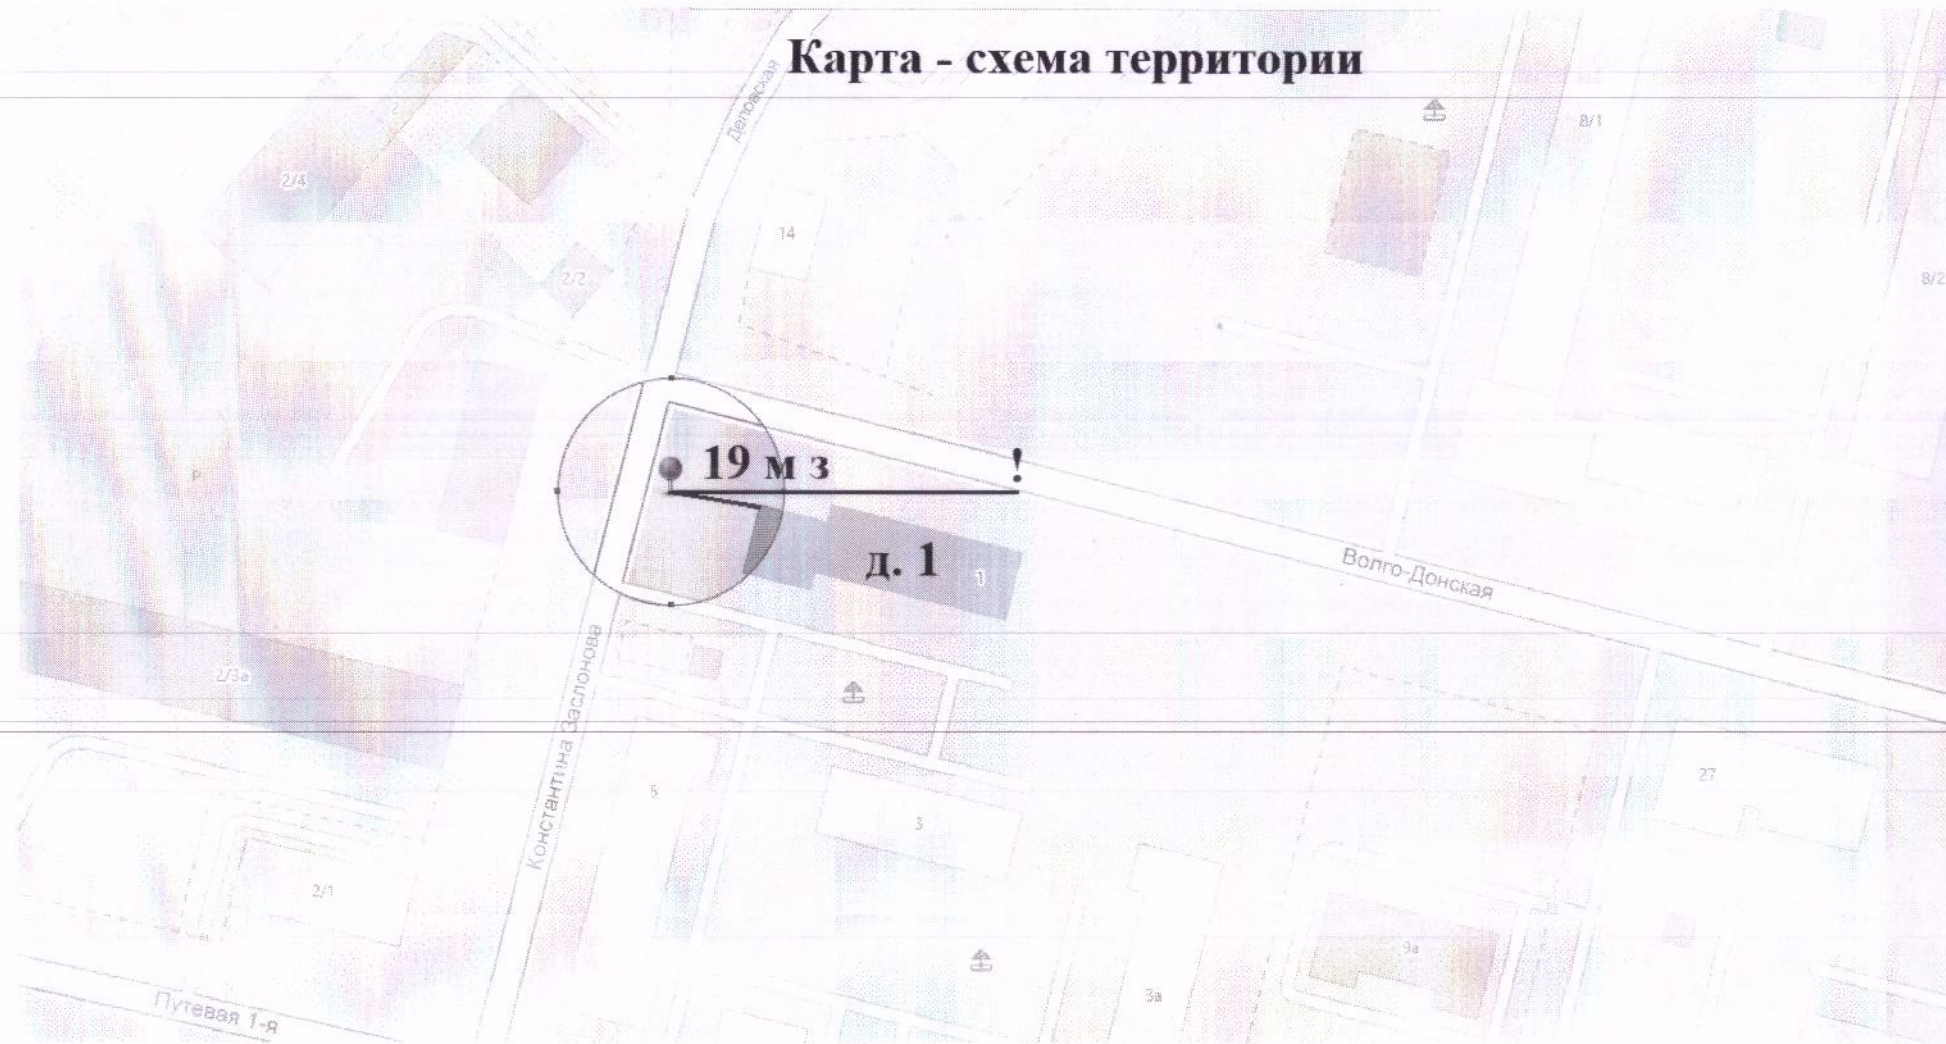 Карта - схема территории
Деповская
8/1
2
2/4
14
2/2
8/2
19 м з
!
P
д. 1
1
Волго-Донская
2/3а
Константина Заслонова
27
5
3
2/1
9а
3а
Путевая 1-я